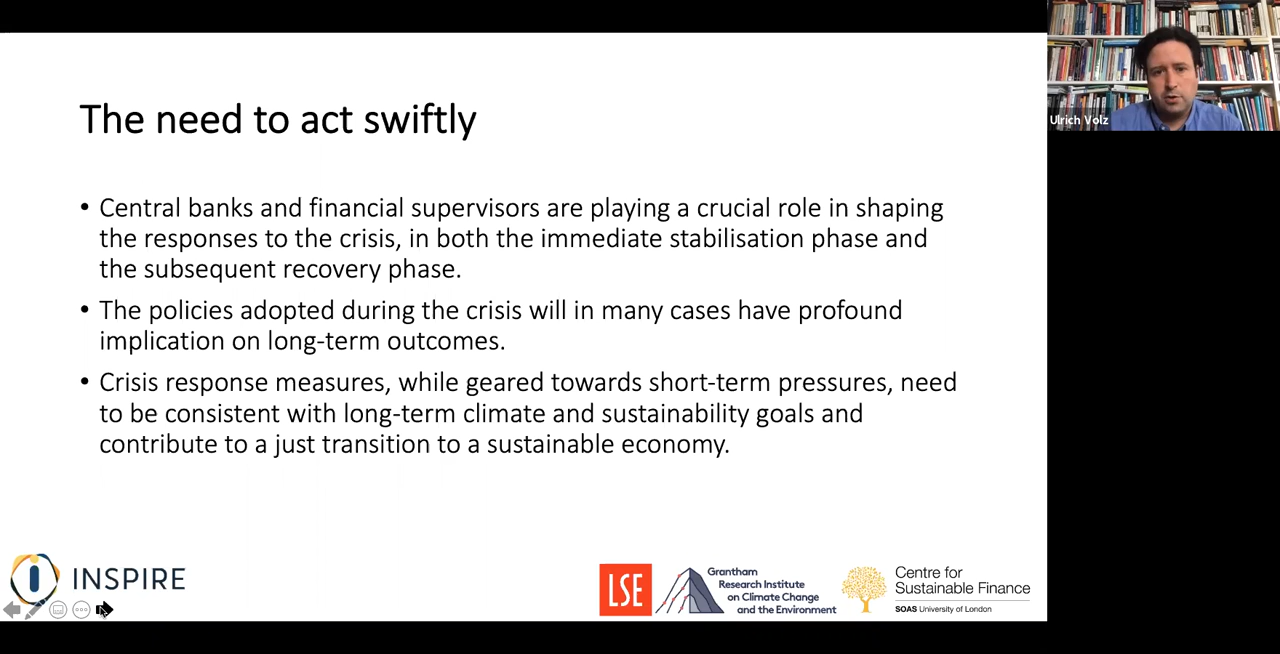 The need to act swiftly
• Central banks and financial supervisors are playing a crucial role in shaping
the responses to the crisis, in both the immediate stabilisation phase and
the subsequent recovery phase.
• The policies adopted during the crisis will in many cases have profound
implication on long-term outcomes.
• Crisis response measures, while geared towards short-term pressures, need
to be consistent with long-term climate and sustainability goals and
contribute to a just transition to a sustainable economy.
Ulrich Volz
INSPIRE
LSE
Grantham
Research Institute
on Climate Change
and the Environment
Centre for
Sustainable Finance
SOAS University of London